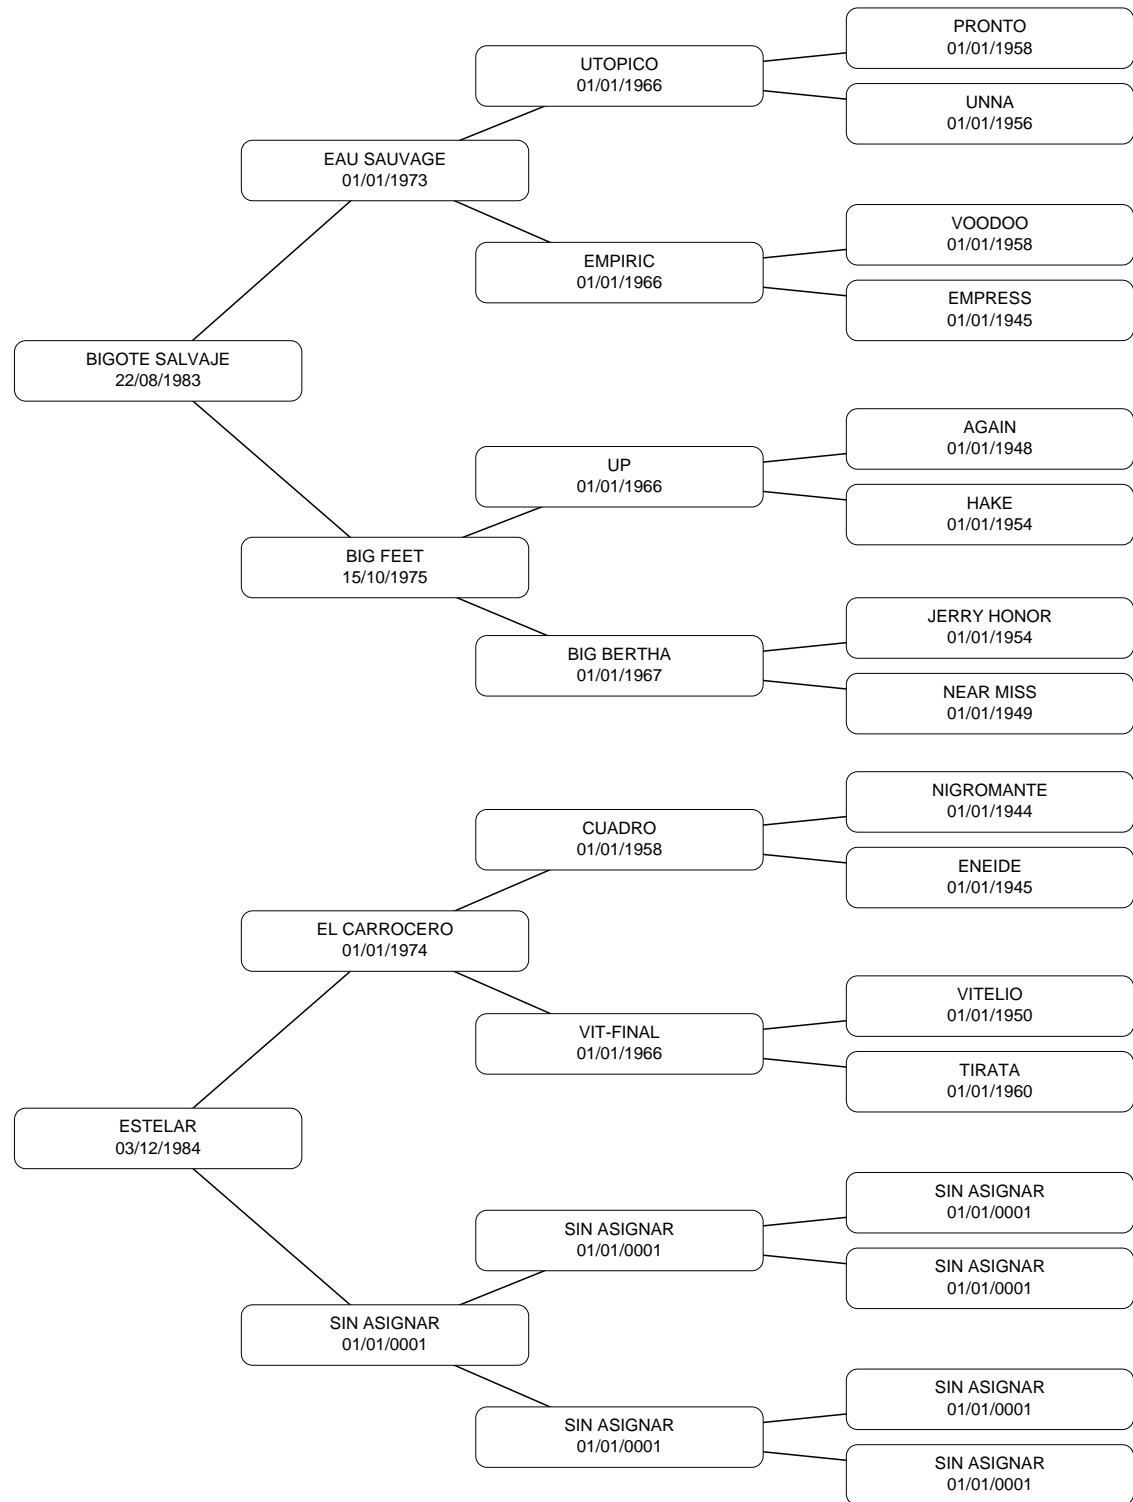 PRONTO
01/01/1958
UTOPICO
01/01/1966
UNNA
01/01/1956
EAU SAUVAGE
01/01/1973
VOODOO
01/01/1958
EMPIRIC
01/01/1966
EMPRESS
01/01/1945
BIGOTE SALVAJE
22/08/1983
AGAIN
01/01/1948
UP
01/01/1966
HAKE
01/01/1954
BIG FEET
15/10/1975
JERRY HONOR
01/01/1954
BIG BERTHA
01/01/1967
NEAR MISS
01/01/1949
NIGROMANTE
01/01/1944
CUADRO
01/01/1958
ENEIDE
01/01/1945
EL CARROCERO
01/01/1974
VITELIO
01/01/1950
VIT-FINAL
01/01/1966
TIRATA
01/01/1960
ESTELAR
03/12/1984
SIN ASIGNAR
01/01/0001
SIN ASIGNAR
01/01/0001
SIN ASIGNAR
01/01/0001
SIN ASIGNAR
01/01/0001
SIN ASIGNAR
01/01/0001
SIN ASIGNAR
01/01/0001
SIN ASIGNAR
01/01/0001